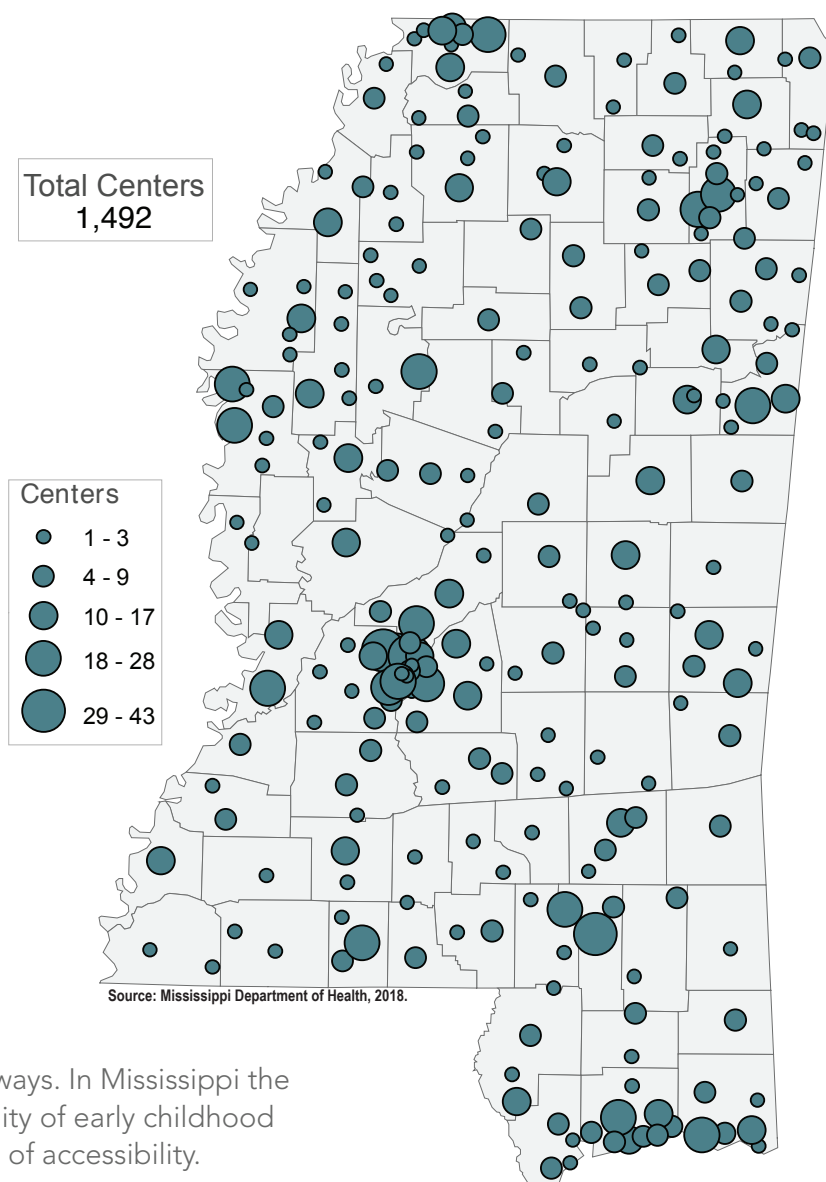 Total Centers
1,492
Centers
1 - 3
4 - 9
10 - 17
18 - 28
29 - 43
Source: Mississippi Department of Health, 2018.
ways. In Mississippi the
ity of early childhood
of accessibility.